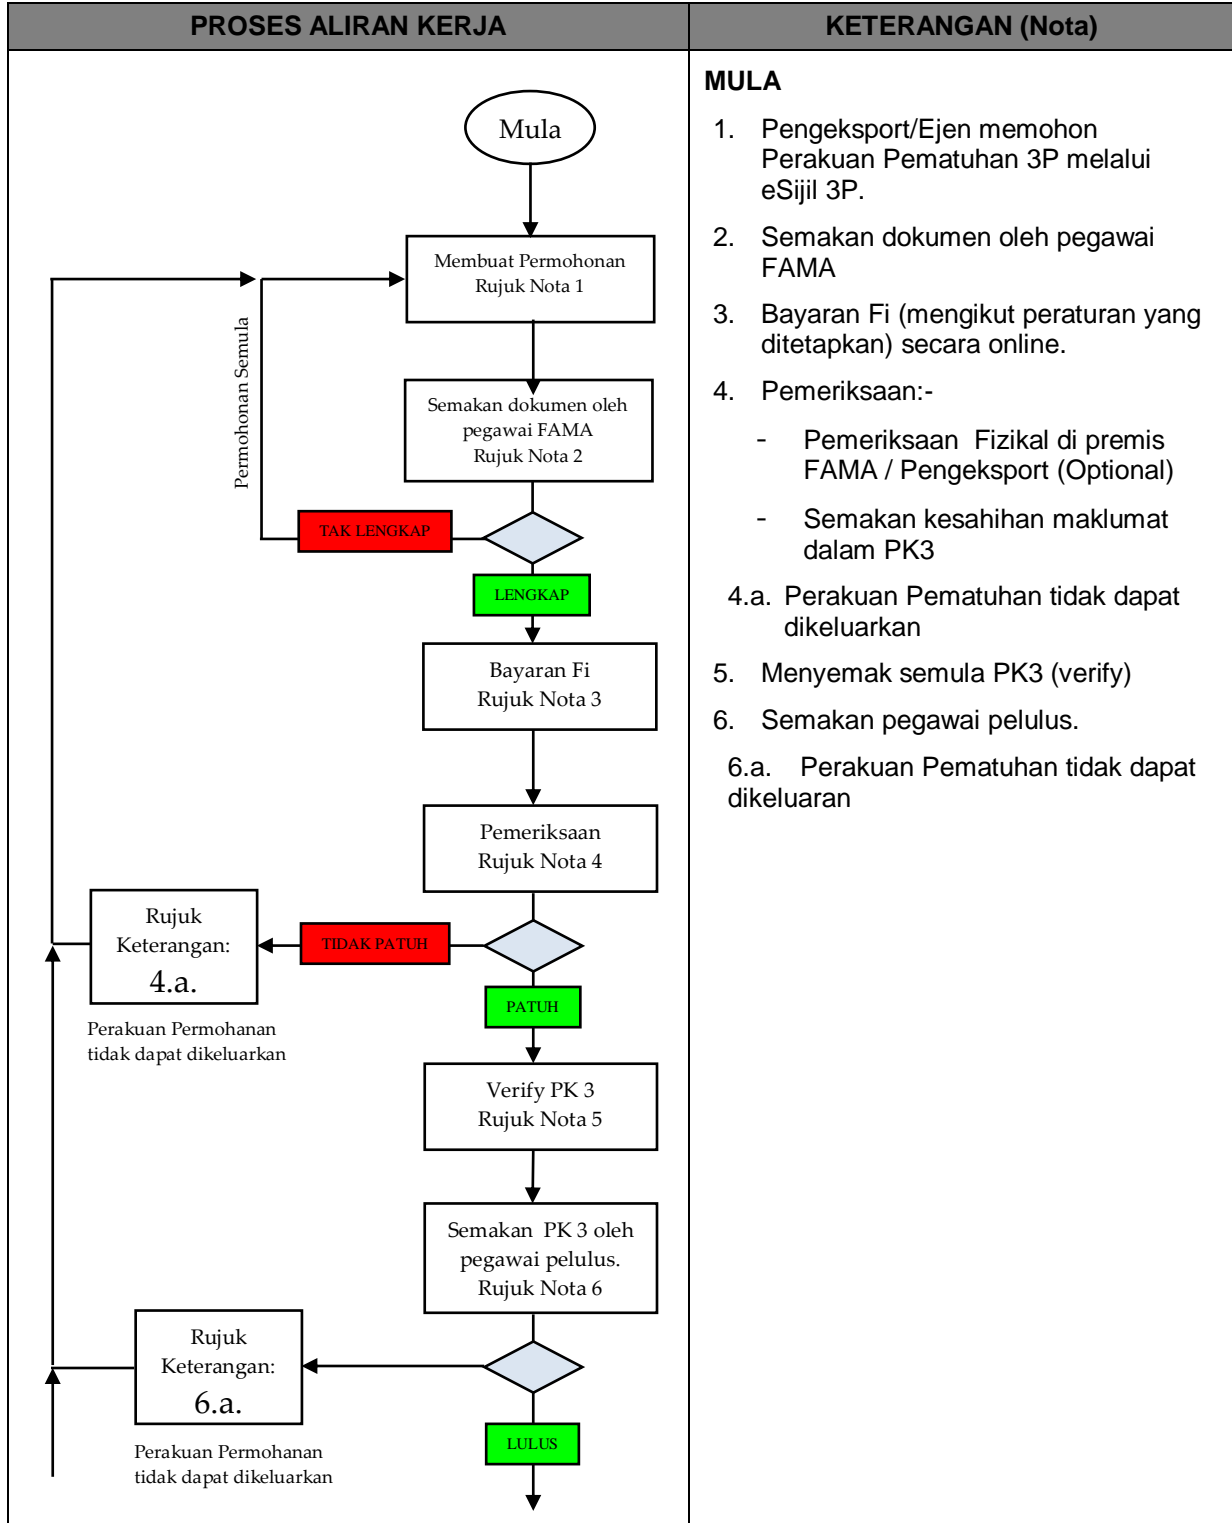 PROSES ALIRAN KERJA
KETERANGAN (Nota)
Mula
Membuat Permohonan
Rujuk Nota 1
Permohonan Semula
Semakan dokumen oleh
pegawai FAMA
Rujuk Nota 2
TAK LENGKAP
LENGKAP
Bayaran Fi
Rujuk Nota 3
Pemeriksaan
Rujuk Nota 4
Rujuk
Keterangan:
4.a.
TIDAK PATUH
PATUH
Perakuan Permohanan
tidak dapat dikeluarkan
Verify PK 3
Rujuk Nota 5
Semakan PK 3 oleh
pegawai pelulus.
Rujuk Nota 6
Rujuk
Keterangan:
6.a.
Perakuan Permohanan
tidak dapat dikeluarkan
LULUS
MULA
1. Pengeksport/Ejen memohon
Perakuan Pematuhan 3P melalui
eSijil 3P.
2. Semakan dokumen oleh pegawai
FAMA
3. Bayaran Fi (mengikut peraturan yang
ditetapkan) secara online.
4. Pemeriksaan:-
- Pemeriksaan Fizikal di premis
FAMA / Pengeksport (Optional)
- Semakan kesahihan maklumat
dalam PK3
4.a. Perakuan Pematuhan tidak dapat
dikeluarkan
5. Menyemak semula PK3 (verify)
6. Semakan pegawai pelulus.
6.a. Perakuan Pematuhan tidak dapat
dikeluaran